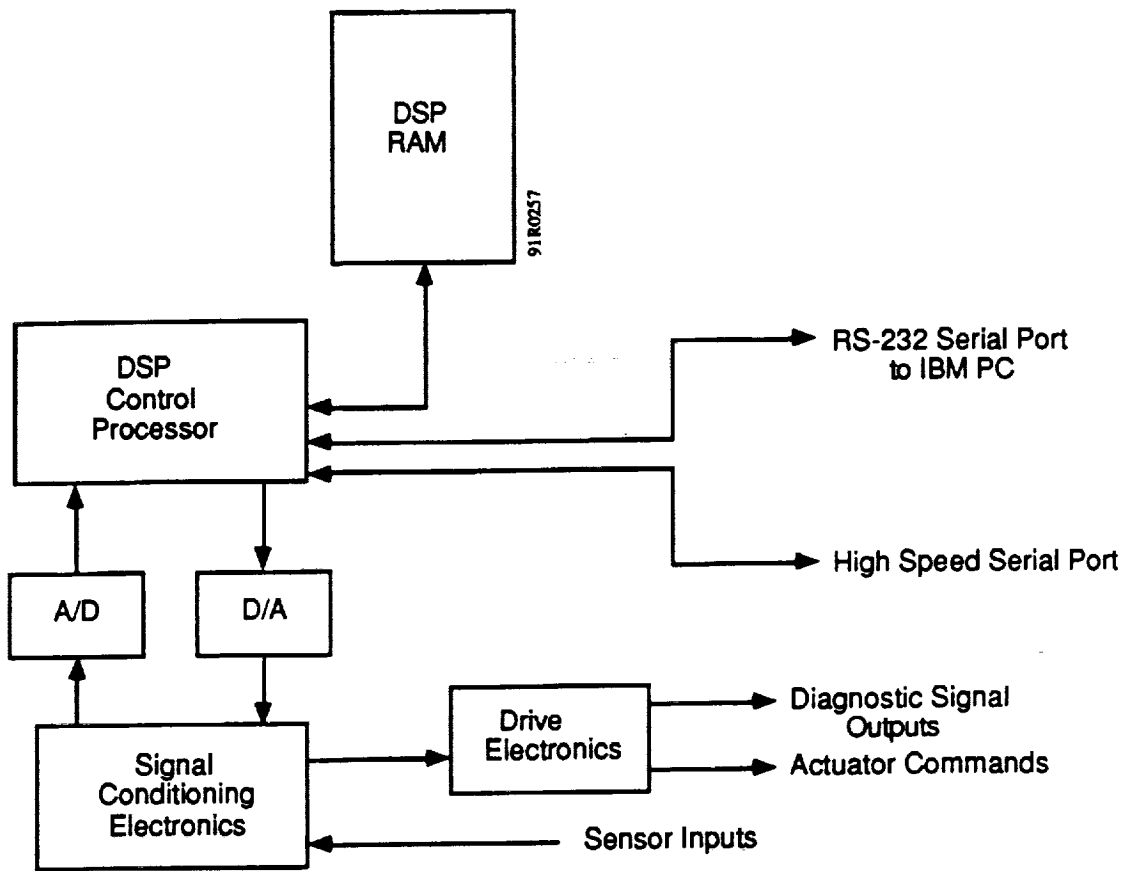 DSP
RAM
91R0257
DSP
Control
Processor
RS-232 Serial Port
to IBM PC
High Speed Serial Port
A/D
D/A
Drive
Electronics
Diagnostic Signal
Outputs
Actuator Commands
Signal
Conditioning
Electronics
Sensor Inputs